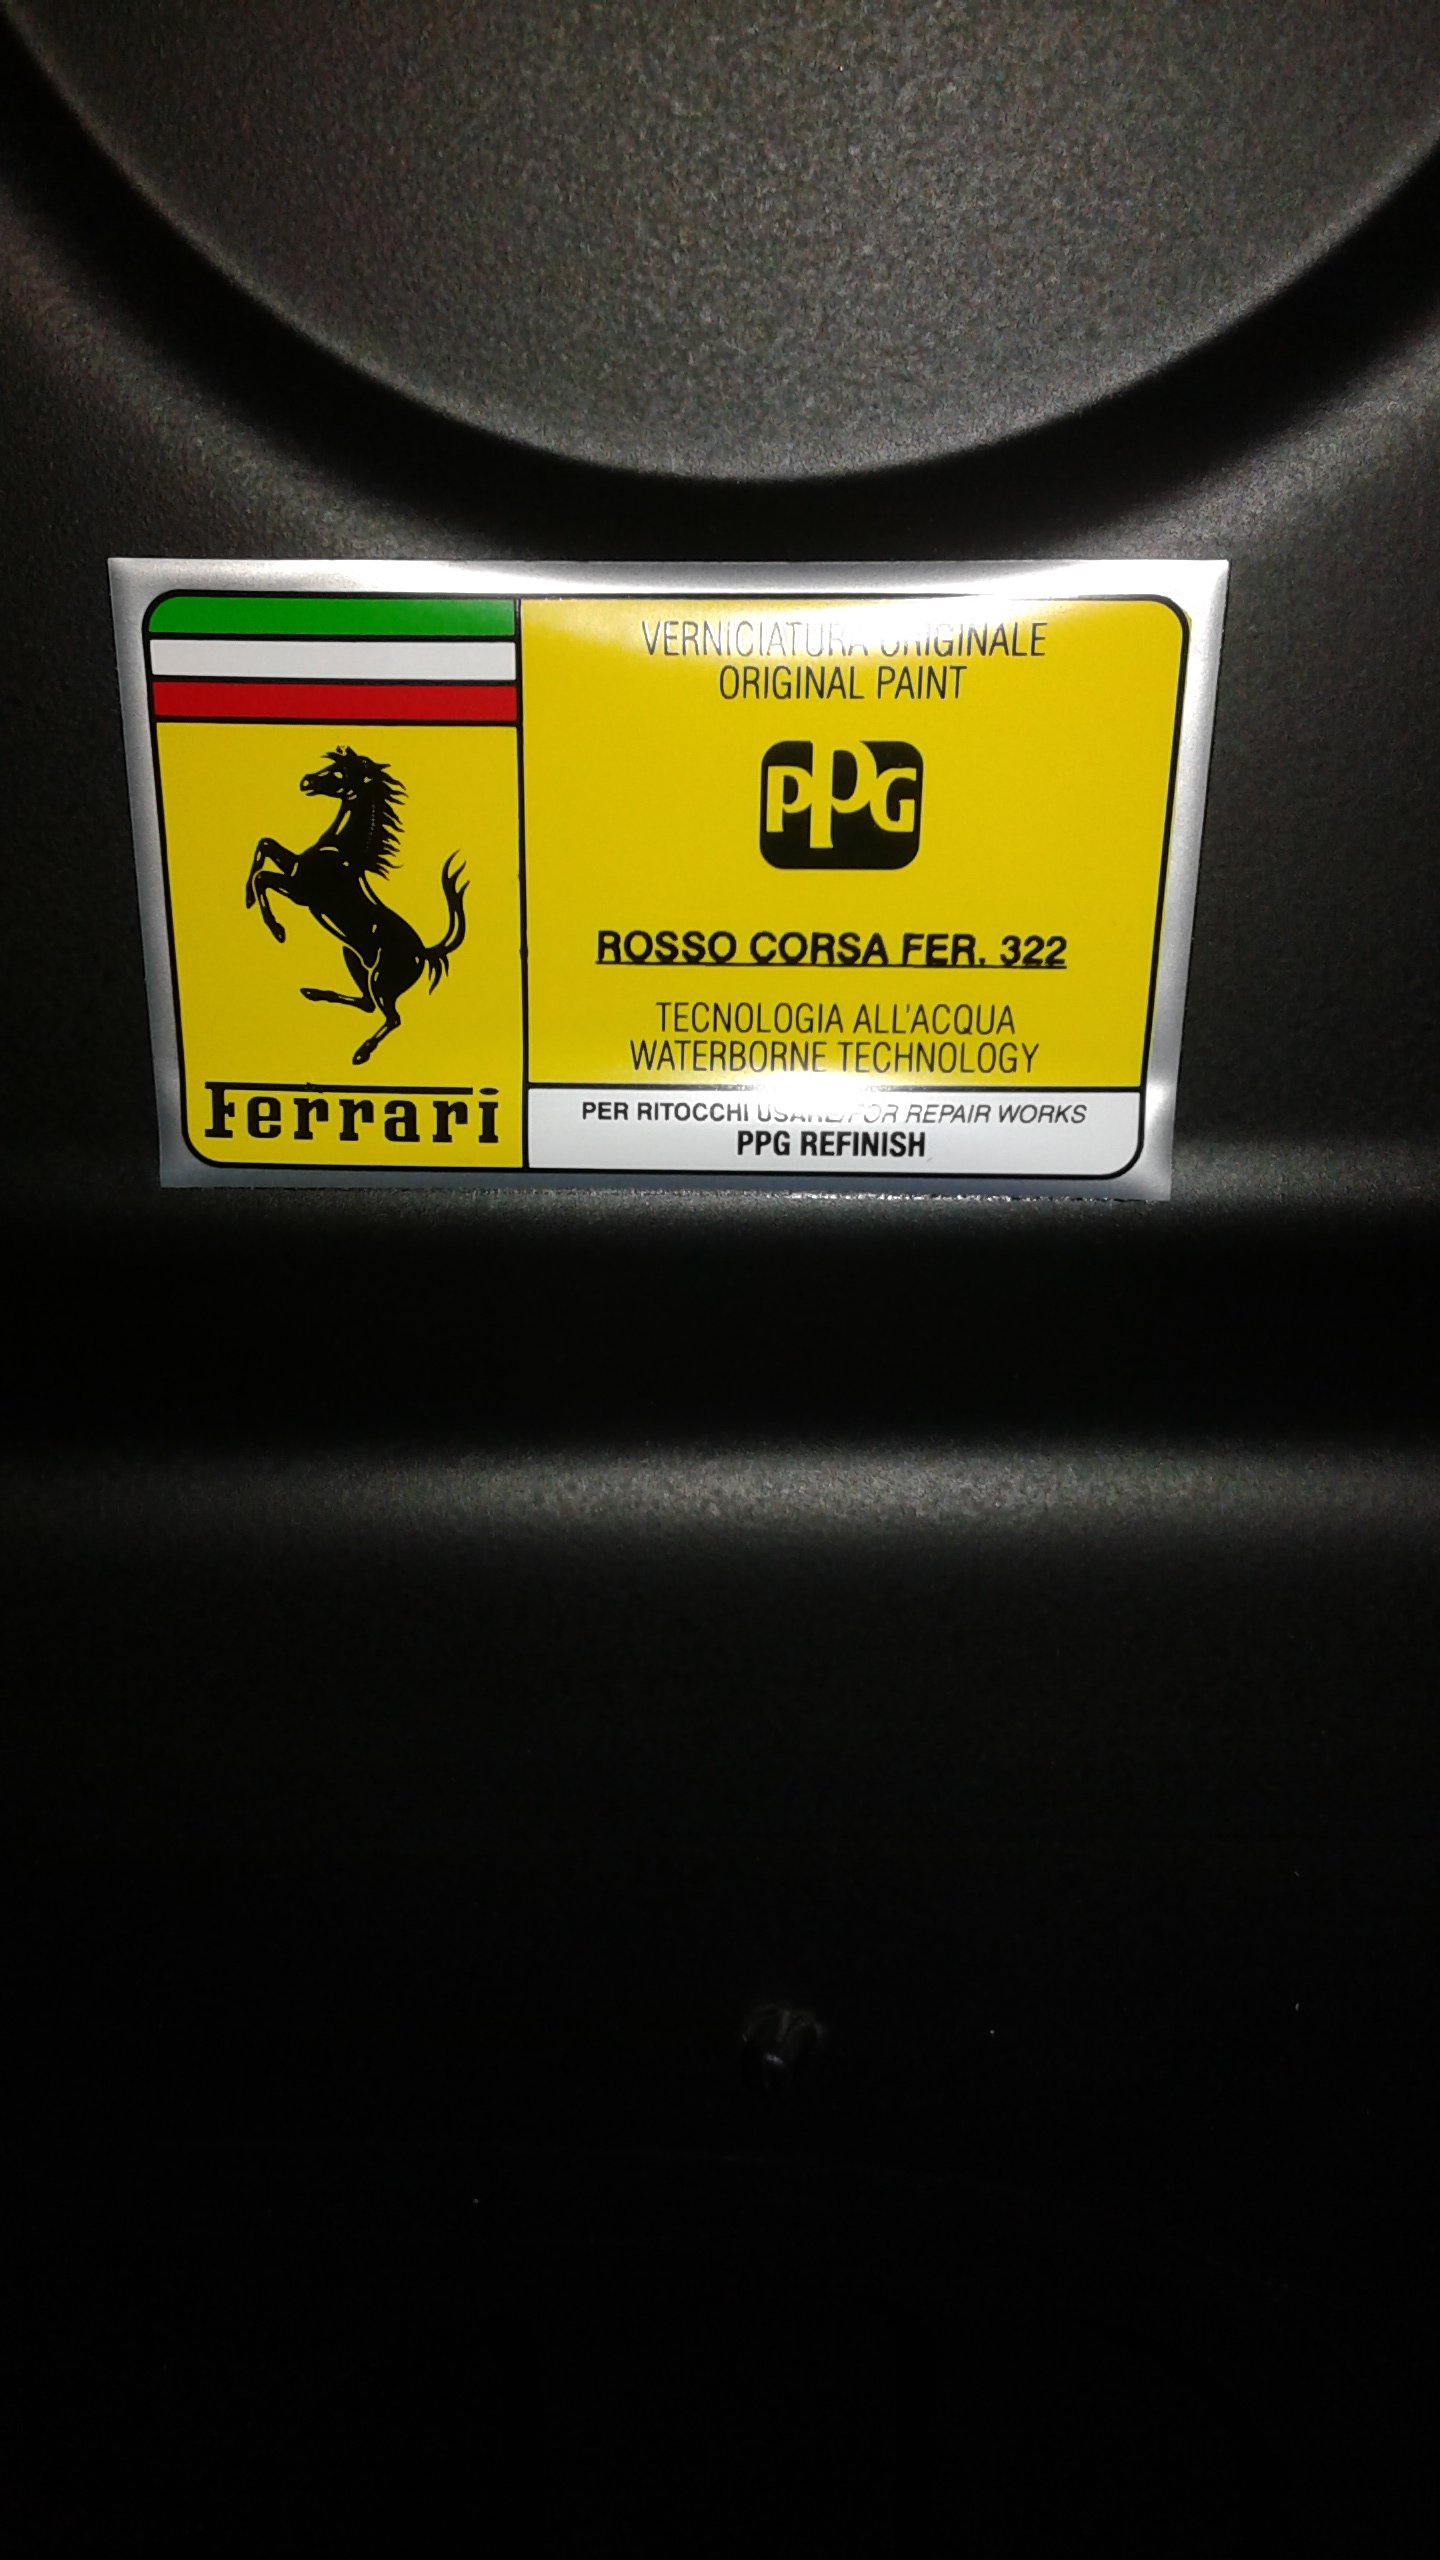 VERNICIATURA ORIGINALE
ORIGINAL PAINT
PPG
ROSSO CORSA FER. 322
TECNOLOGIA ALL'ACQUA
WATERBORNE TECHNOLOGY
Ferrari
PER RITOCCHI USARE/FOR REPAIR WORKS
PPG REFINISH